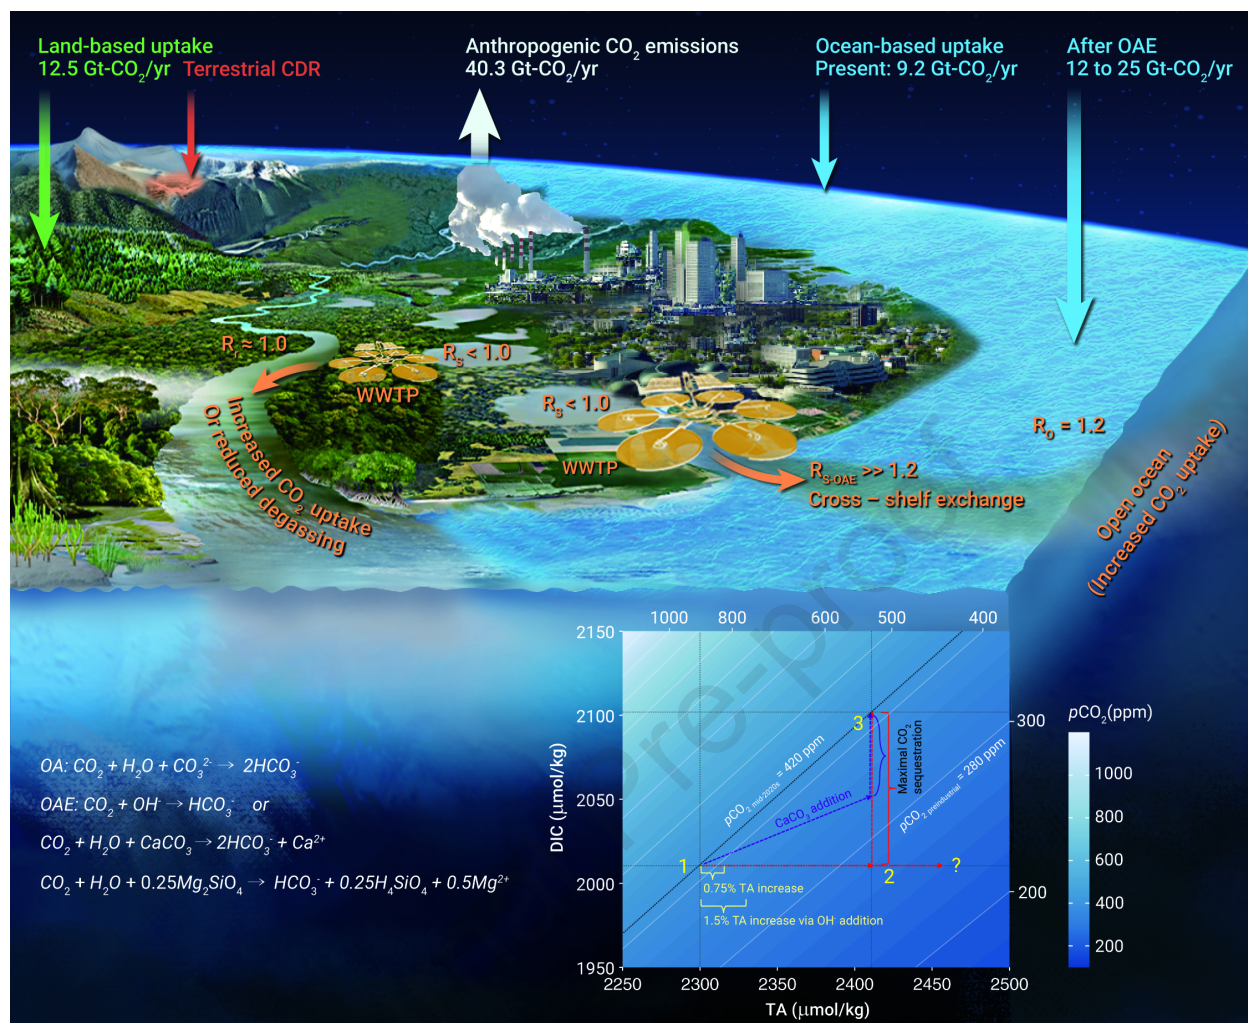 Land-based uptake
12.5 Gt-CO₂/yr
Terrestrial CDR
Anthropogenic CO₂ emissions
40.3 Gt-CO₂/yr
Ocean-based uptake
Present: 9.2 Gt-CO₂/yr
After OAE
12 to 25 Gt-CO₂/yr
Rᵣ ≈ 1.0
R_S < 1.0
WWTP
R_S < 1.0
WWTP
R_O = 1.2
R_S-OAE >> 1.2
Cross – shelf exchange
Increased CO₂ uptake
Or reduced degassing
Open ocean
(Increased CO₂ uptake)
Pre-proofs
OA: CO₂ + H₂O + CO₃²⁻ → 2HCO₃⁻
OAE: CO₂ + OH⁻ → HCO₃⁻ or
CO₂ + H₂O + CaCO₃ → 2HCO₃⁻ + Ca²⁺
CO₂ + H₂O + 0.25Mg₂SiO₄ → HCO₃⁻ + 0.25H₄SiO₄ + 0.5Mg²⁺
1000 800 600 500 400
2150
2100
2050
2000
1950
DIC (μmol/kg)
300
200
pCO₂ mid-2020s = 420 ppm
CaCO₃ addition
Maximal CO₂
sequestration
pCO₂ preindustrial = 280 ppm
1
2
3
?
0.75% TA increase
1.5% TA increase via OH⁻ addition
2250 2300 2350 2400 2450 2500
TA (μmol/kg)
pCO₂(ppm)
1000
800
600
400
200